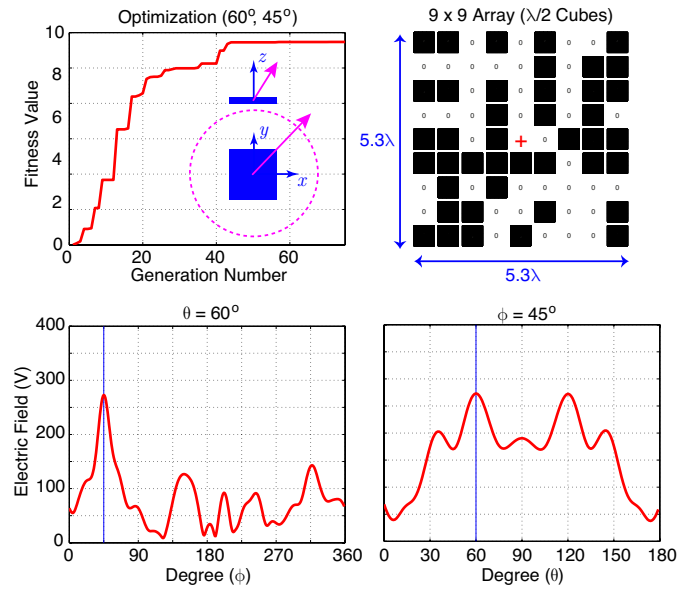 Optimization (60°, 45°)
10
8
6
4
2
0
Fitness Value
z
y
x
0 20 40 60
Generation Number
9 x 9 Array (λ/2 Cubes)
5.3λ
5.3λ
θ = 60°
400
300
200
100
0
Electric Field (V)
0 90 180 270 360
Degree (ϕ)
ϕ = 45°
0 30 60 90 120 150 180
Degree (θ)